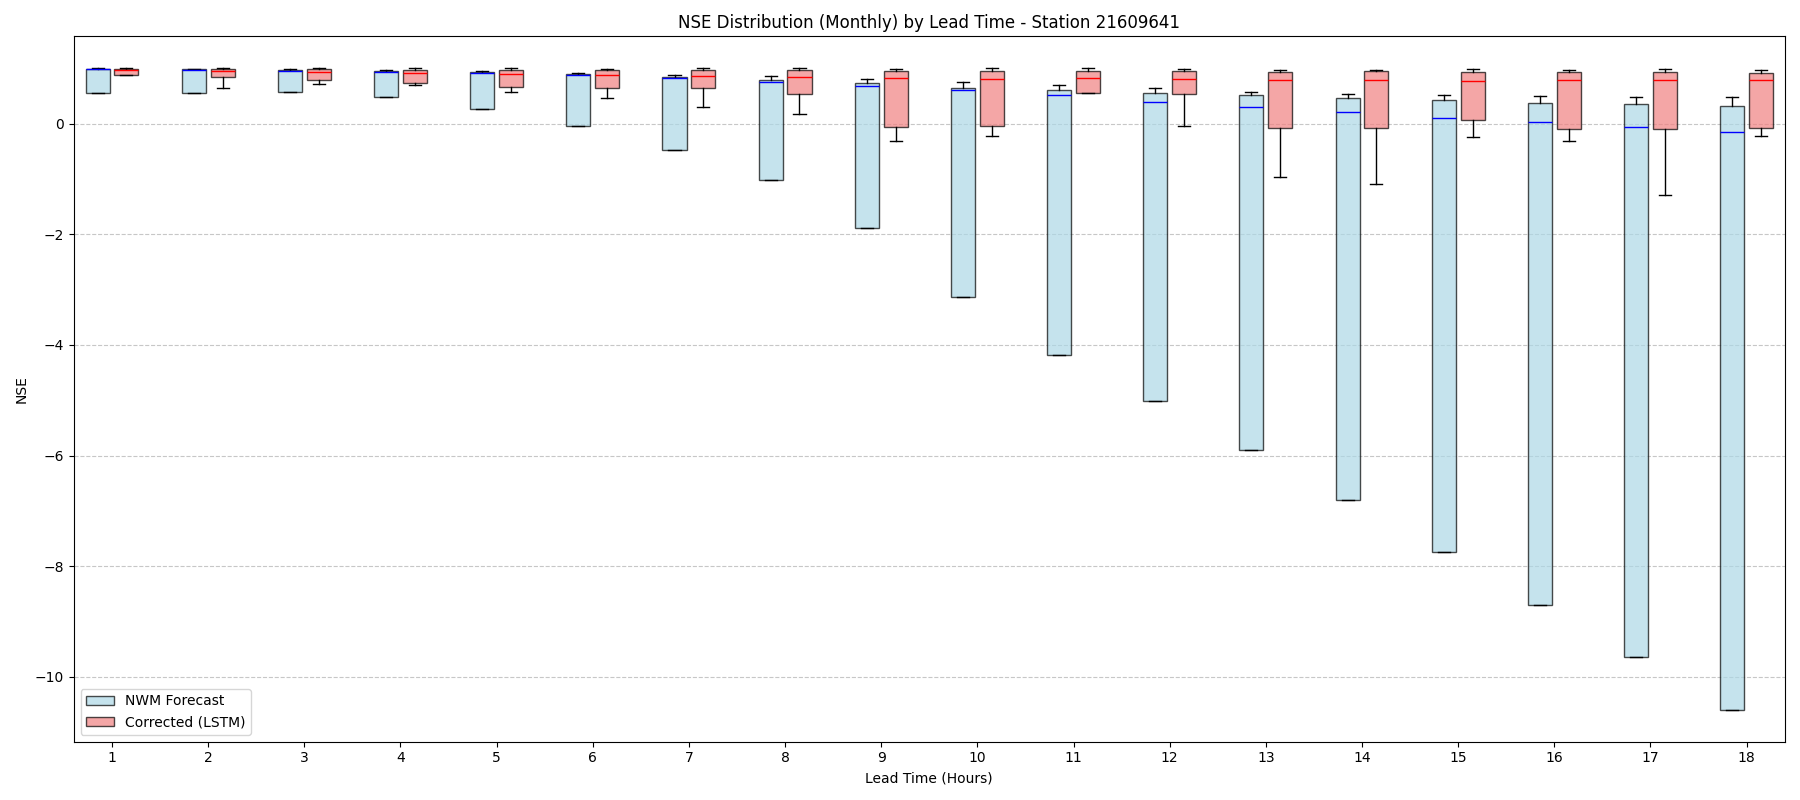 NSE Distribution (Monthly) by Lead Time - Station 21609641
NSE
0
−2
−4
−6
−8
−10
NWM Forecast
Corrected (LSTM)
1 2 3 4 5 6 7 8 9 10 11 12 13 14 15 16 17 18
Lead Time (Hours)